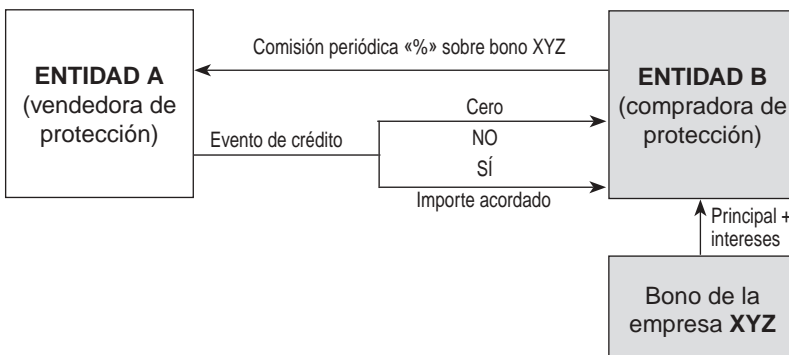 Comisión periódica «%» sobre bono XYZ
ENTIDAD A
(vendedora de
protección)
Evento de crédito
Cero
NO
SÍ
Importe acordado
ENTIDAD B
(compradora de
protección)
Principal +
intereses
Bono de la
empresa XYZ